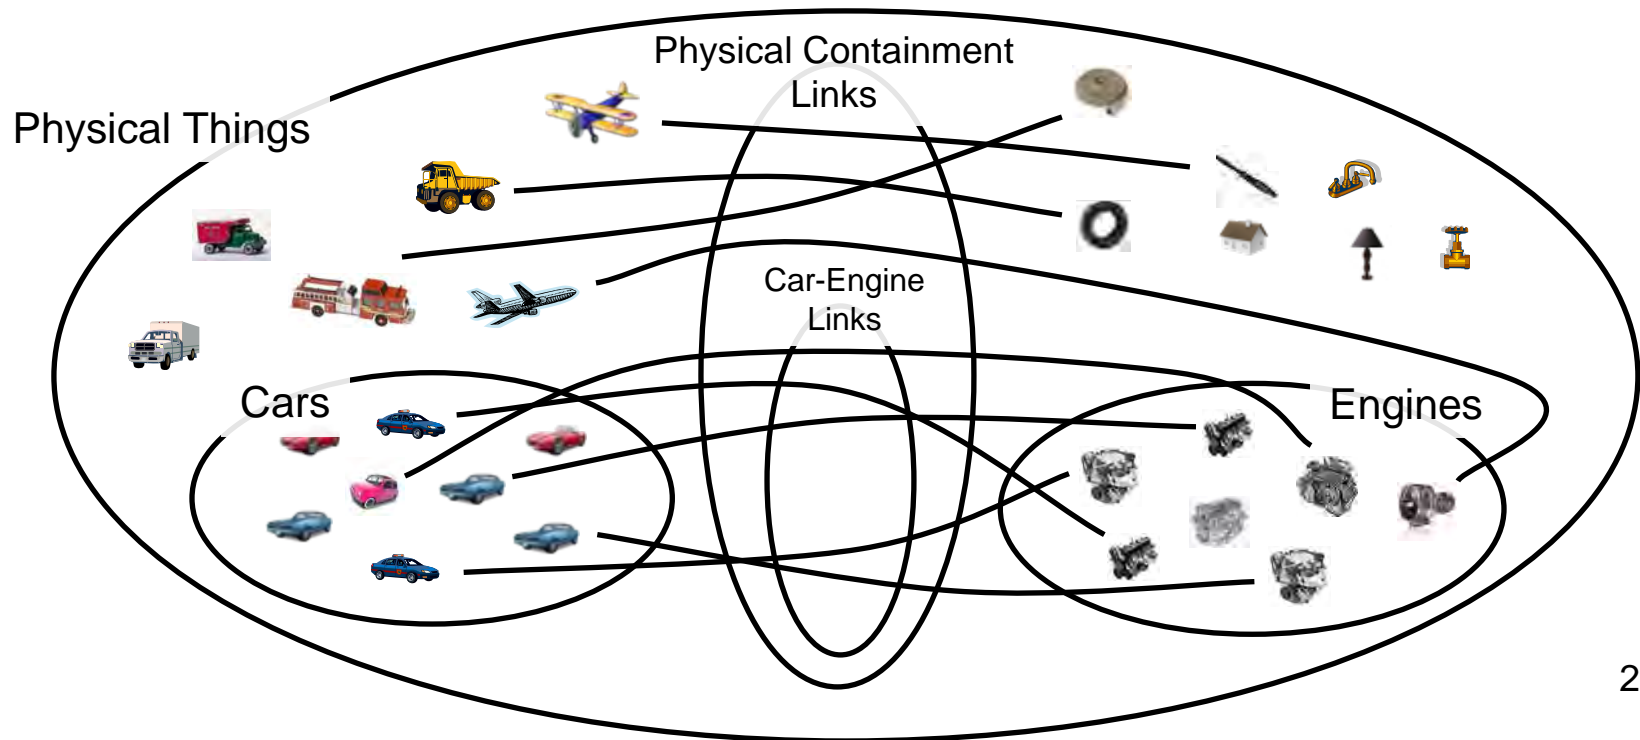 Physical Containment
Links
Physical Things
Car-Engine
Links
Cars
Engines
2